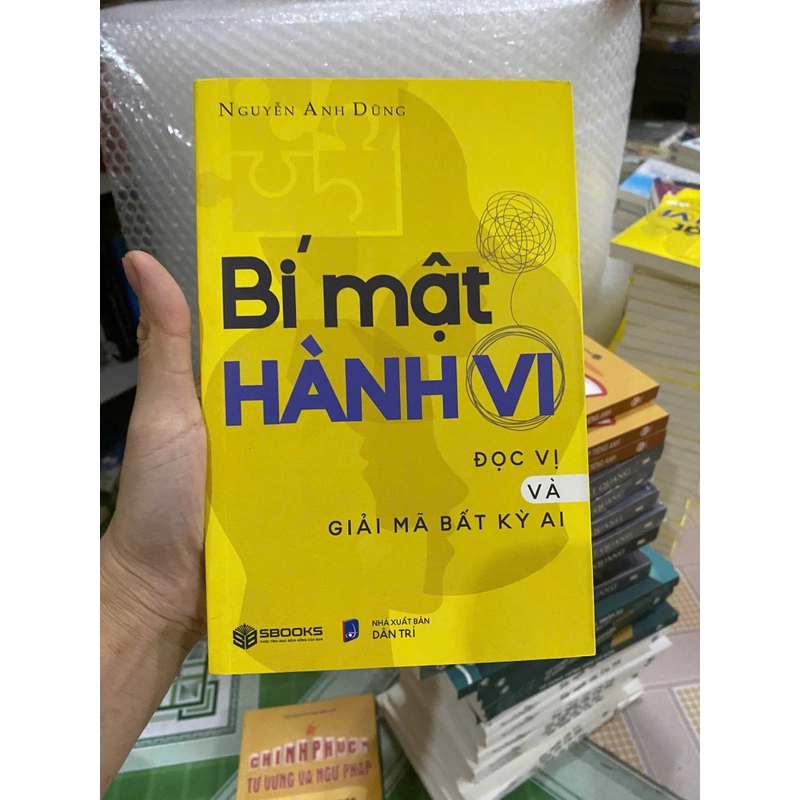 NGUYỄN ANH DŨNG
Bí mật
HÀNH VI
ĐỌC VỊ
VÀ
GIẢI MÃ BẤT KỲ AI
SBOOKS
NHÀ XUẤT BẢN
DÂN TRÍ
CHINH PHỤC
TỪ VỰNG VÀ NGỮ PHÁP